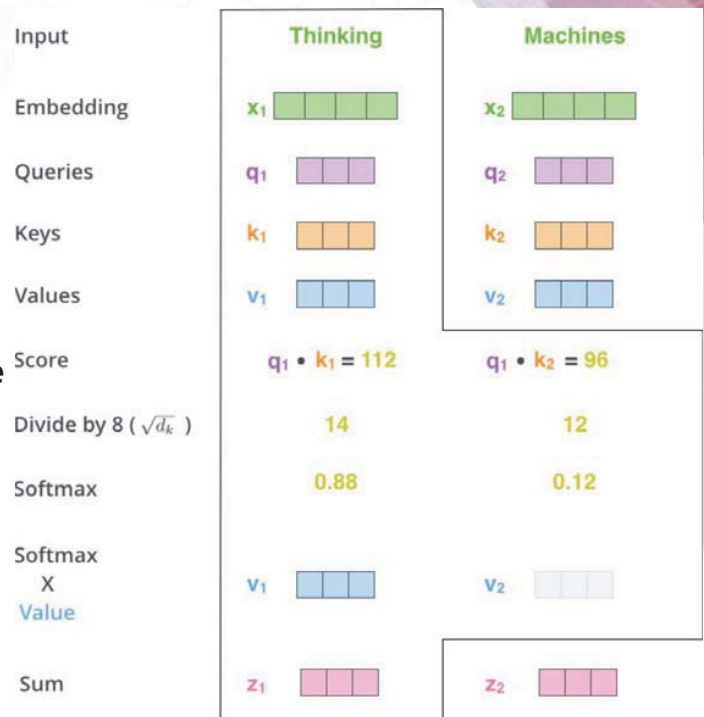 Input Thinking Machines
Embedding x₁ x₂
Queries q₁ q₂
Keys k₁ k₂
Values v₁ v₂
e Score q₁ • k₁ = 112 q₁ • k₂ = 96
Divide by 8 ( √dₖ ) 14 12
Softmax 0.88 0.12
Softmax
X v₁ v₂
Value
Sum z₁ z₂